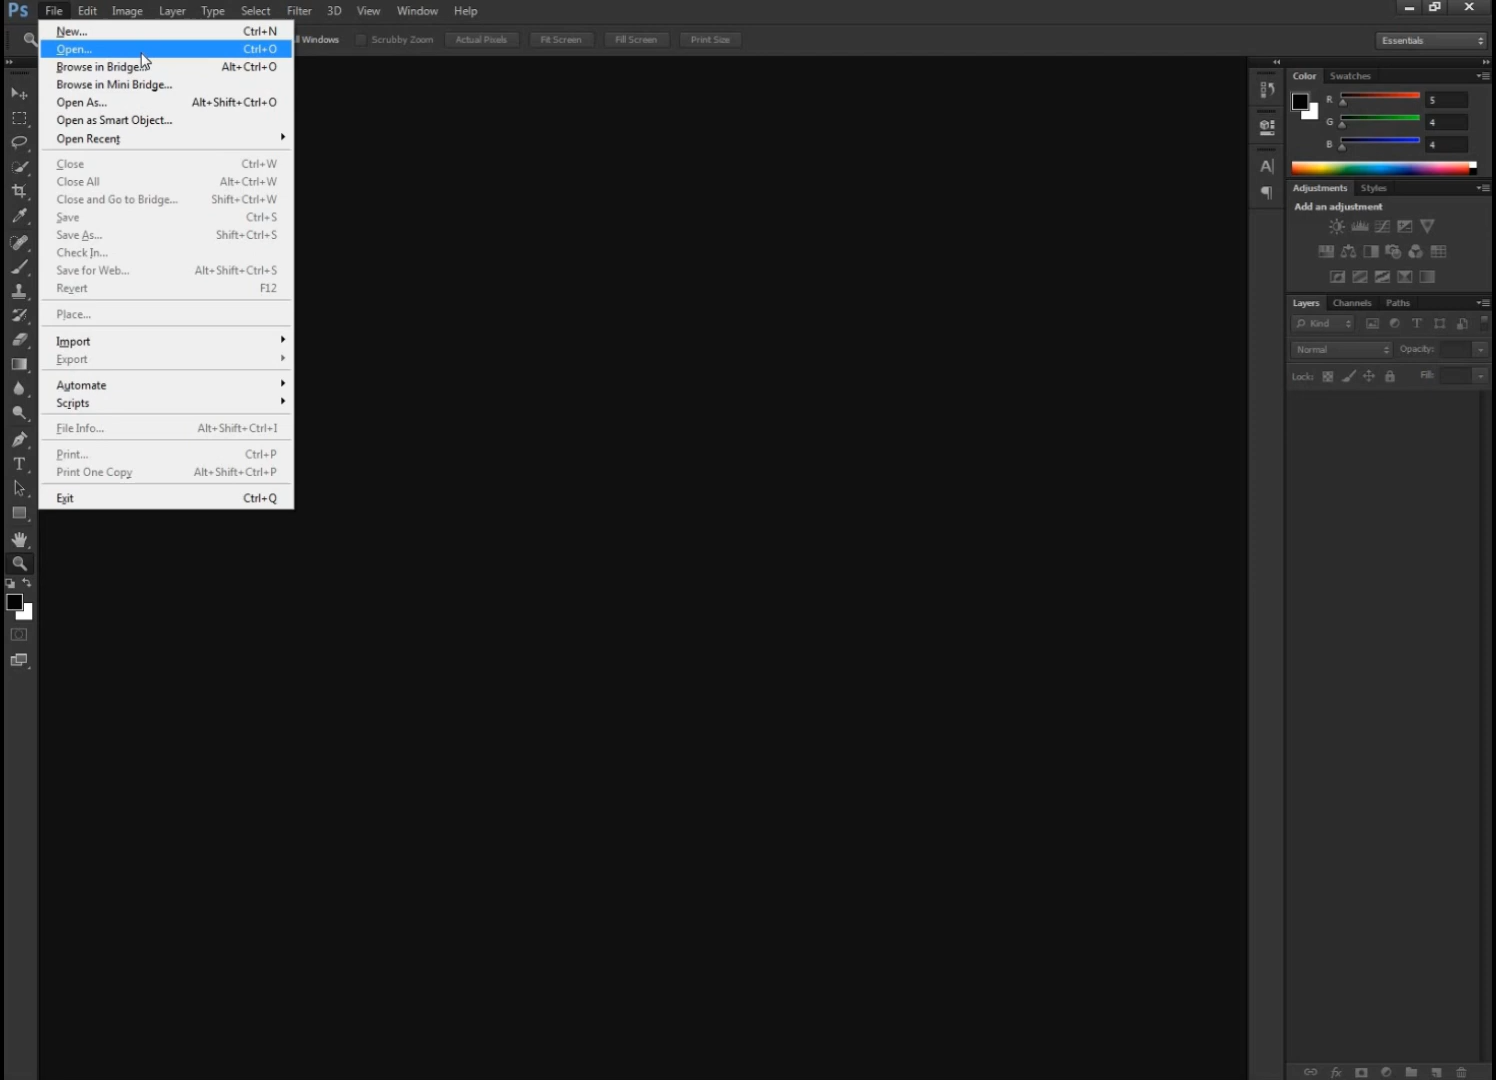 Ps File Edit Image Layer Type Select Filter 3D View Window Help
Windows Scrubby Zoom Actual Pixels Fit Screen Fill Screen Print Size Essentials
New... Ctrl+N
Open... Ctrl+O
Browse in Bridge... Alt+Ctrl+O
Browse in Mini Bridge...
Open As... Alt+Shift+Ctrl+O
Open as Smart Object...
Open Recent
Close Ctrl+W
Close All Alt+Ctrl+W
Close and Go to Bridge... Shift+Ctrl+W
Save Ctrl+S
Save As... Shift+Ctrl+S
Check In...
Save for Web... Alt+Shift+Ctrl+S
Revert F12
Place...
Import
Export
Automate
Scripts
File Info... Alt+Shift+Ctrl+I
Print... Ctrl+P
Print One Copy Alt+Shift+Ctrl+P
Exit Ctrl+Q
Color Swatches
R 5
G 4
B 4
Adjustments Styles
Add an adjustment
Layers Channels Paths
Kind
Normal Opacity:
Lock: Fill: